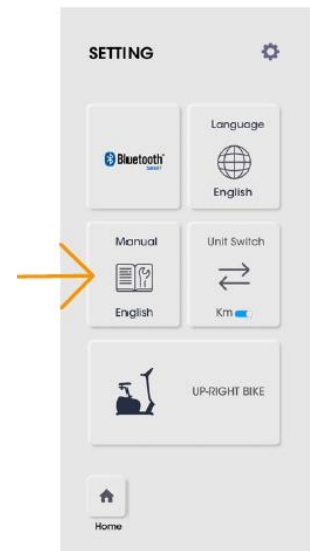 SETTING
Bluetooth®
SMART
Language
English
Manual
English
Unit Switch
Km
UP-RIGHT BIKE
Home